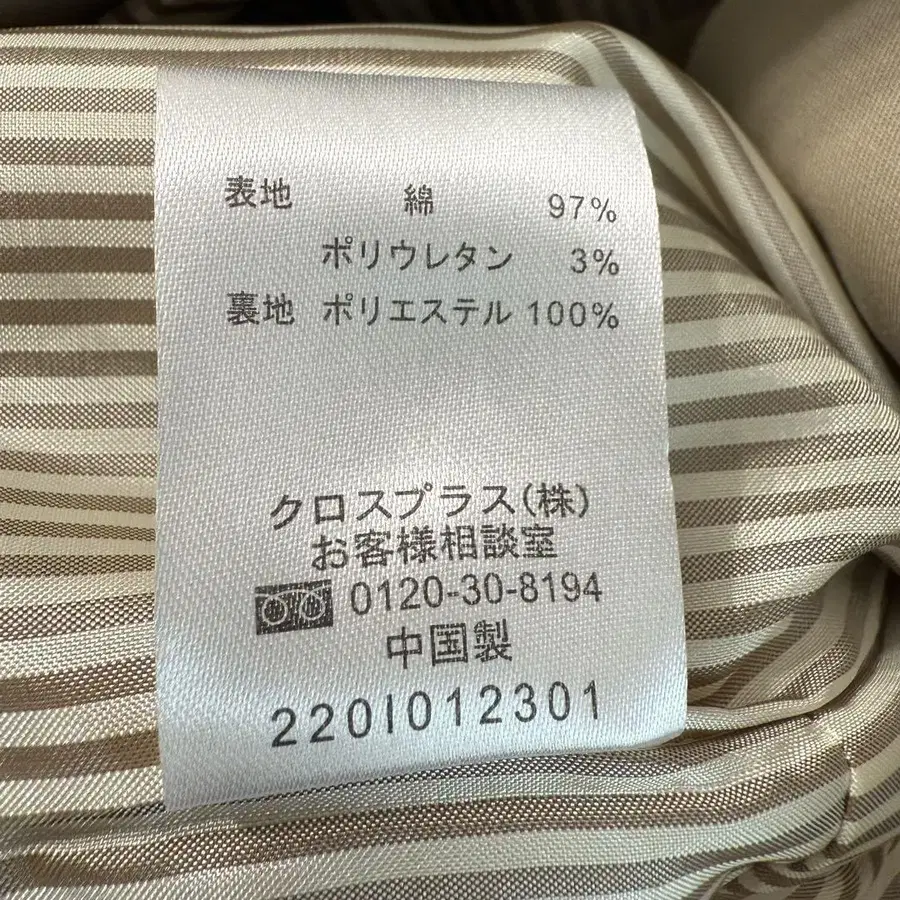 表地 綿 97%
ポリウレタン 3%
裏地 ポリエステル 100%
クロスプラス(株)
お客様相談室
0120-30-8194
中国製
220I012301